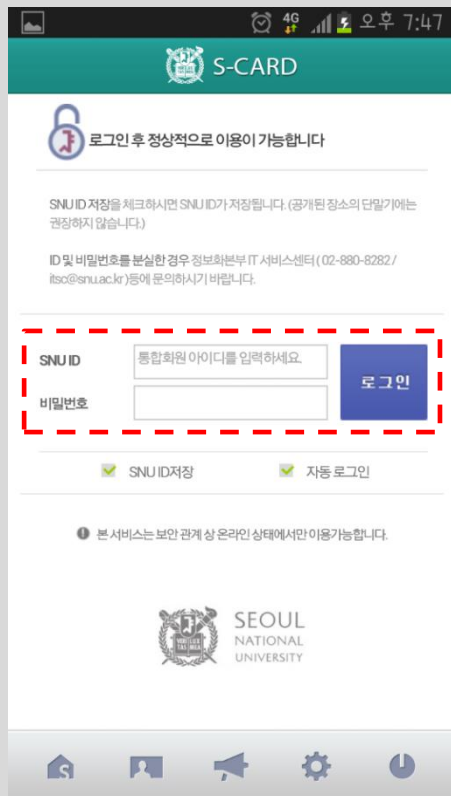 4G 오후 7:47
S-CARD
로그인 후 정상적으로 이용이 가능합니다
SNU ID 저장을 체크하시면 SNU ID가 저장됩니다. (공개된 장소의 단말기에는
권장하지 않습니다.)
ID 및 비밀번호를 분실한 경우 정보화본부 IT 서비스센터 ( 02-880-8282 /
itsc@snu.ac.kr )등에 문의하시기 바랍니다.
SNU ID 통합회원 아이디를 입력하세요.
로그인
비밀번호
SNU ID저장 자동 로그인
본 서비스는 보안 관계 상 온라인 상태에서만 이용가능합니다.
SEOUL
NATIONAL
UNIVERSITY